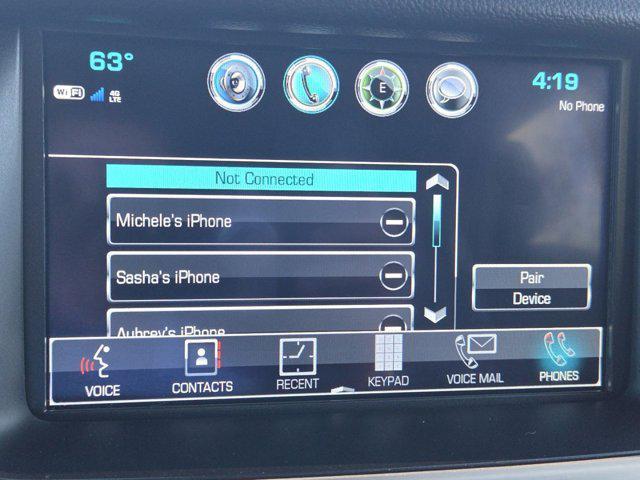 63°
4:19
WiFi 4G LTE
E
No Phone
Not Connected
Michele's iPhone
Sasha's iPhone
Pair
Device
Aubrey's iPhone
VOICE
CONTACTS
RECENT
KEYPAD
VOICE MAIL
PHONES